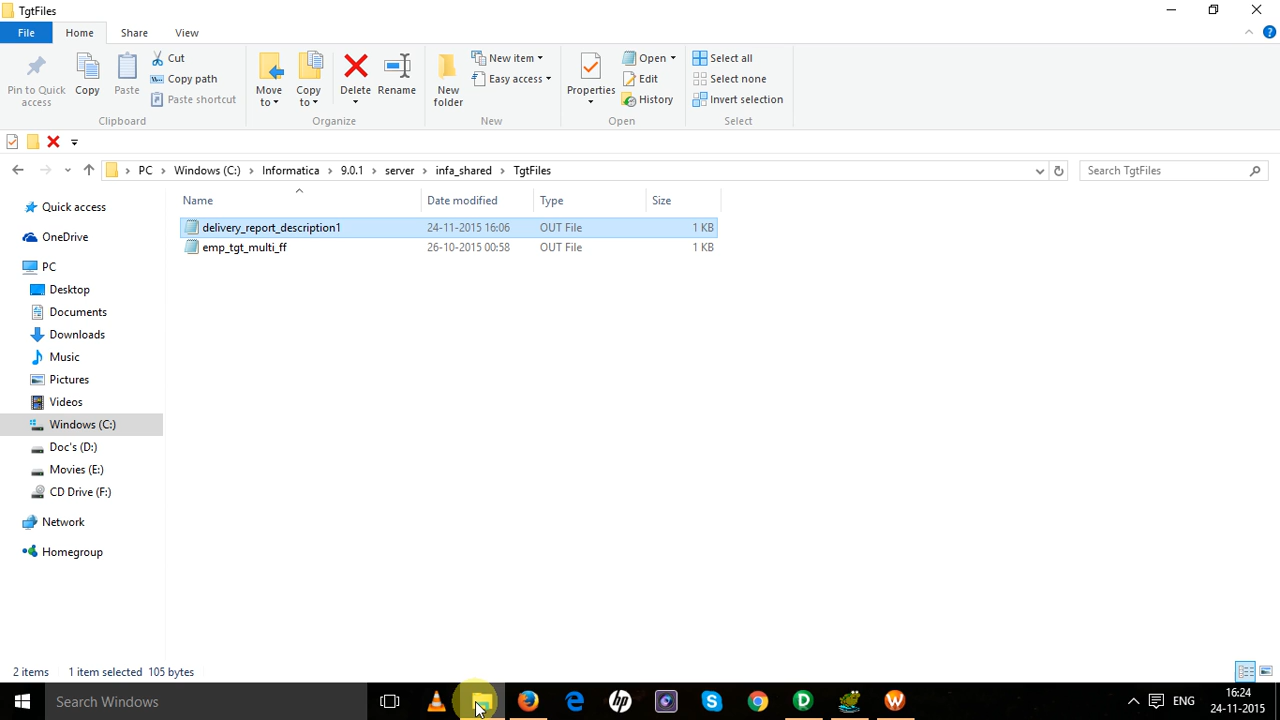 TgtFiles
File Home Share View
Pin to Quick access
Copy
Paste
Cut
Copy path
Paste shortcut
Clipboard
Move to
Copy to
Delete
Rename
Organize
New folder
New item
Easy access
New
Properties
Open
Edit
History
Open
Select all
Select none
Invert selection
Select
PC Windows (C:) Informatica 9.0.1 server infa_shared TgtFiles
Search TgtFiles
Name Date modified Type Size
delivery_report_description1 24-11-2015 16:06 OUT File 1 KB
emp_tgt_multi_ff 26-10-2015 00:58 OUT File 1 KB
Quick access
OneDrive
PC
Desktop
Documents
Downloads
Music
Pictures
Videos
Windows (C:)
Doc's (D:)
Movies (E:)
CD Drive (F:)
Network
Homegroup
2 items 1 item selected 105 bytes
Search Windows
hp
D
W
ENG
16:24
24-11-2015